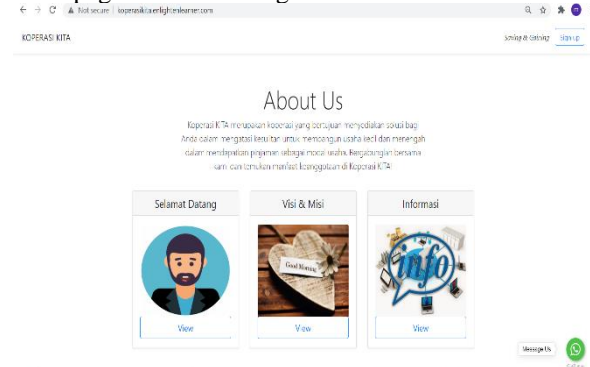 Not secure | koperasikita.enlightenlearner.com
KOPERASI KITA
Saving & Gaining
Sign up
About Us
Koperasi KITA merupakan koperasi yang bertujuan menyediakan solusi bagi
Anda dalam mengatasi kesulitan untuk membangun usaha kecil dan menengah
dalam mendapatkan pinjaman sebagai modal usaha. Bergabunglah bersama
kami dan temukan manfaat keanggotaan di Koperasi KITA!
Selamat Datang
Visi & Misi
Informasi
Good Morning
info
View
View
View
Message Us